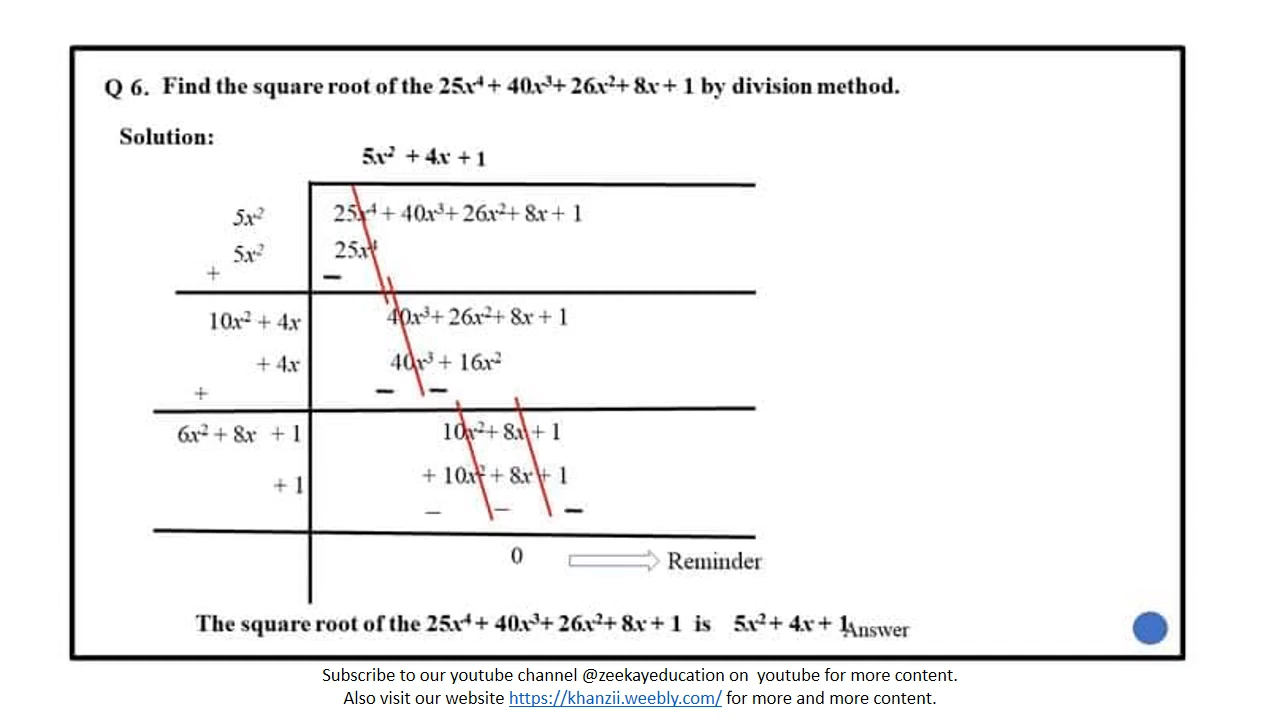 Q 6. Find the square root of the 25x⁴ + 40x³+ 26x²+ 8x + 1 by division method.
Solution:
5x² + 4x + 1
5x² 25x⁴ + 40x³+ 26x²+ 8x + 1
5x² 25x⁴
+ −
10x² + 4x 40x³+ 26x²+ 8x + 1
+ 4x 40x³ + 16x²
+ − −
6x² + 8x + 1 10x²+ 8x + 1
+ 1 + 10x² + 8x + 1
− − −
0 Reminder
The square root of the 25x⁴ + 40x³+ 26x²+ 8x + 1 is 5x²+ 4x + 1Answer
Subscribe to our youtube channel @zeekayeducation on youtube for more content.
Also visit our website https://khanzii.weebly.com/ for more and more content.